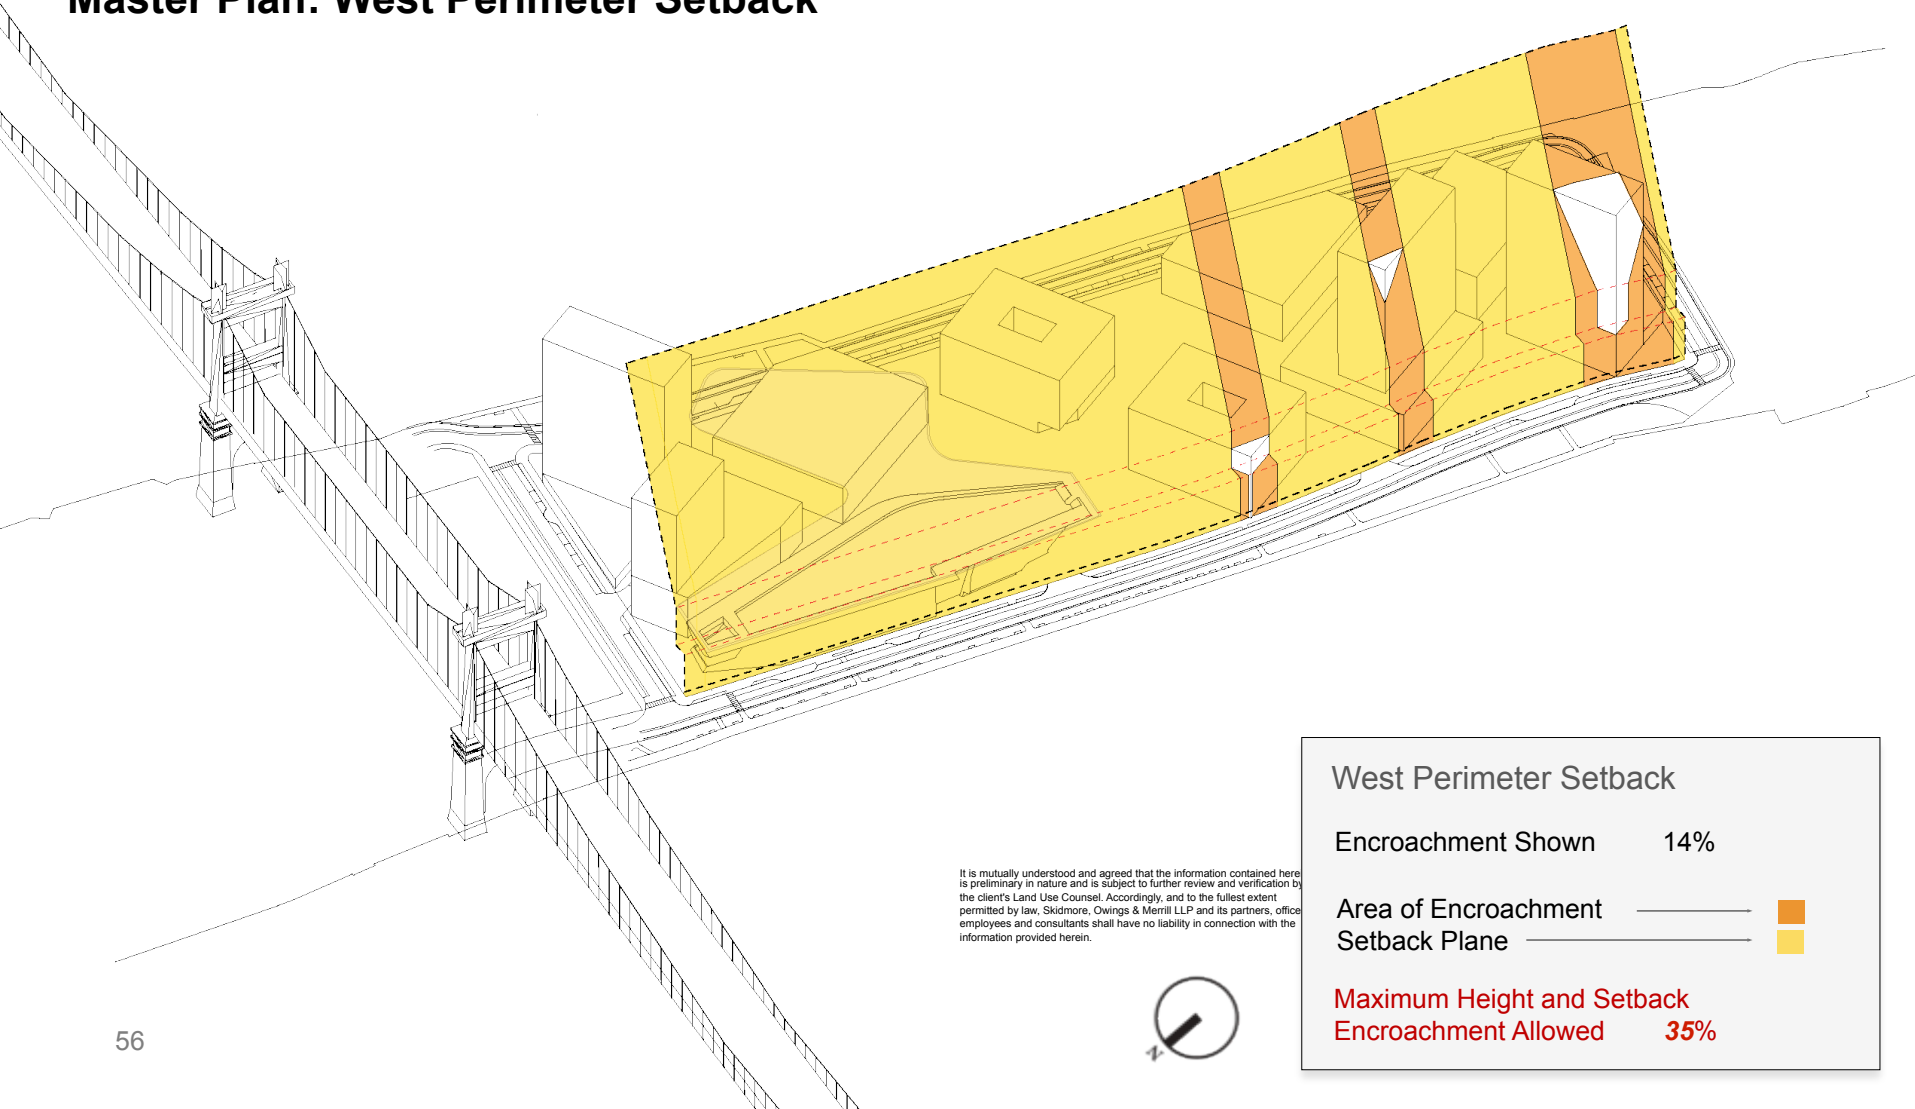 Master Plan: West Perimeter Setback
West Perimeter Setback
Encroachment Shown 14%
Area of Encroachment
Setback Plane
Maximum Height and Setback
Encroachment Allowed 35%
It is mutually understood and agreed that the information contained here
is preliminary in nature and is subject to further review and verification by
the client's Land Use Counsel. Accordingly, and to the fullest extent
permitted by law, Skidmore, Owings & Merrill LLP and its partners, office
employees and consultants shall have no liability in connection with the
information provided herein.
N
56